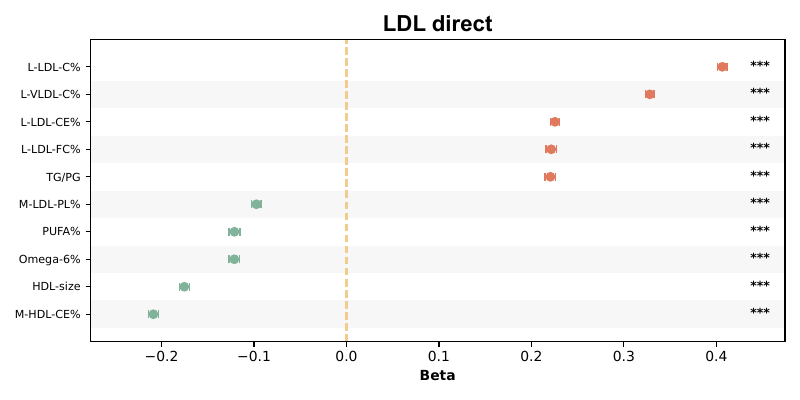 LDL direct
L-LDL-C% ***
L-VLDL-C% ***
L-LDL-CE% ***
L-LDL-FC% ***
TG/PG ***
M-LDL-PL% ***
PUFA% ***
Omega-6% ***
HDL-size ***
M-HDL-CE% ***
−0.2 −0.1 0.0 0.1 0.2 0.3 0.4
Beta